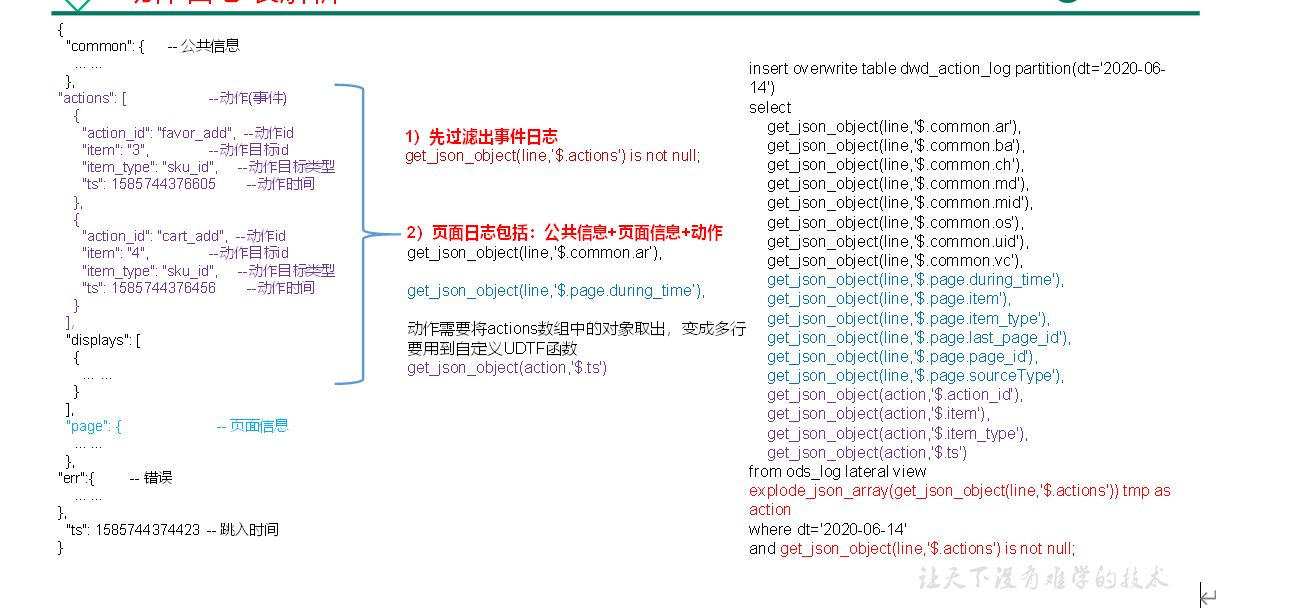 {
"common": { -- 公共信息
... ...
},
"actions": [ --动作(事件)
{
"action_id": "favor_add", --动作id
"item": "3", --动作目标id
"item_type": "sku_id", --动作目标类型
"ts": 1585744376605 --动作时间
},
{
"action_id": "cart_add", --动作id
"item": "4", --动作目标id
"item_type": "sku_id", --动作目标类型
"ts": 1585744376456 --动作时间
}
],
"displays": [
{
... ...
}
],
"page": { -- 页面信息
... ...
},
"err":{ -- 错误
... ...
},
"ts": 1585744374423 -- 跳入时间
}
1）先过滤出事件日志
get_json_object(line,'$.actions') is not null;
2）页面日志包括：公共信息+页面信息+动作
get_json_object(line,'$.common.ar'),
get_json_object(line,'$.page.during_time'),
动作需要将actions数组中的对象取出，变成多行
要用到自定义UDTF函数
get_json_object(action,'$.ts')
insert overwrite table dwd_action_log partition(dt='2020-06-
14')
select
get_json_object(line,'$.common.ar'),
get_json_object(line,'$.common.ba'),
get_json_object(line,'$.common.ch'),
get_json_object(line,'$.common.md'),
get_json_object(line,'$.common.mid'),
get_json_object(line,'$.common.os'),
get_json_object(line,'$.common.uid'),
get_json_object(line,'$.common.vc'),
get_json_object(line,'$.page.during_time'),
get_json_object(line,'$.page.item'),
get_json_object(line,'$.page.item_type'),
get_json_object(line,'$.page.last_page_id'),
get_json_object(line,'$.page.page_id'),
get_json_object(line,'$.page.sourceType'),
get_json_object(action,'$.action_id'),
get_json_object(action,'$.item'),
get_json_object(action,'$.item_type'),
get_json_object(action,'$.ts')
from ods_log lateral view
explode_json_array(get_json_object(line,'$.actions')) tmp as
action
where dt='2020-06-14'
and get_json_object(line,'$.actions') is not null;
让天下没有难学的技术